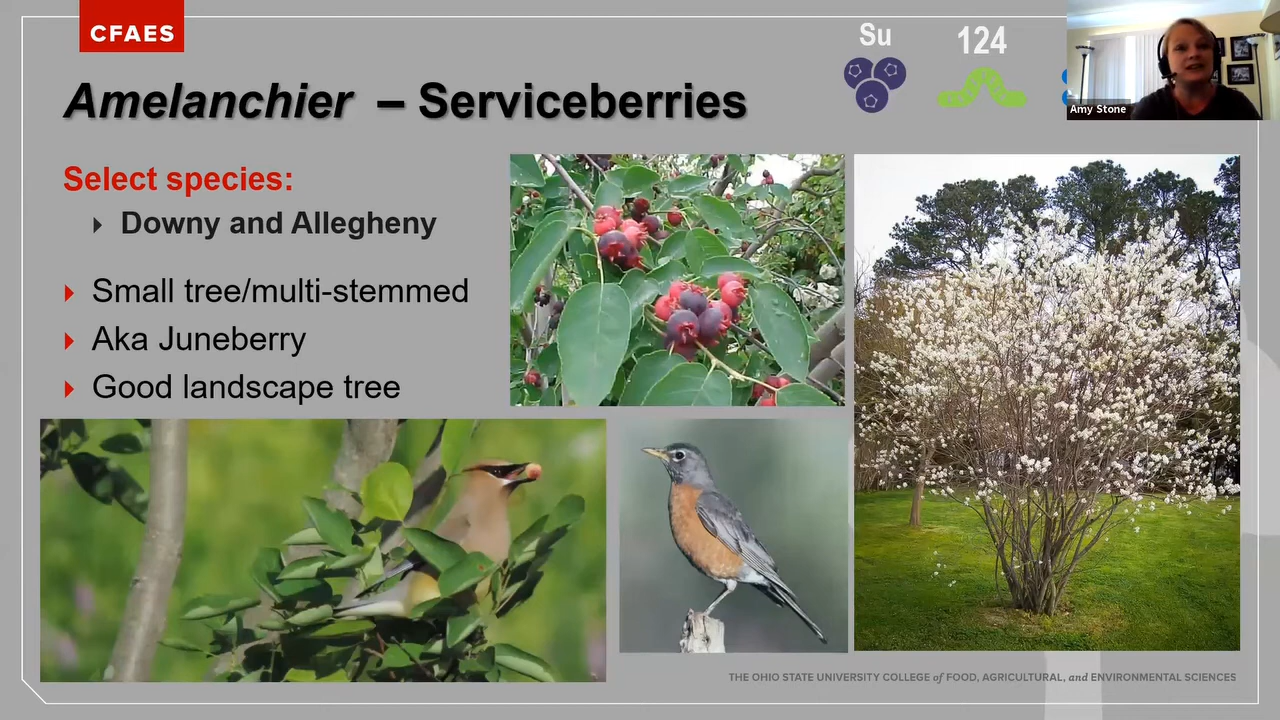 CFAES
Su
124
Amy Stone
Amelanchier – Serviceberries
Select species:
Downy and Allegheny
Small tree/multi-stemmed
Aka Juneberry
Good landscape tree
THE OHIO STATE UNIVERSITY COLLEGE of FOOD, AGRICULTURAL, and ENVIRONMENTAL SCIENCES